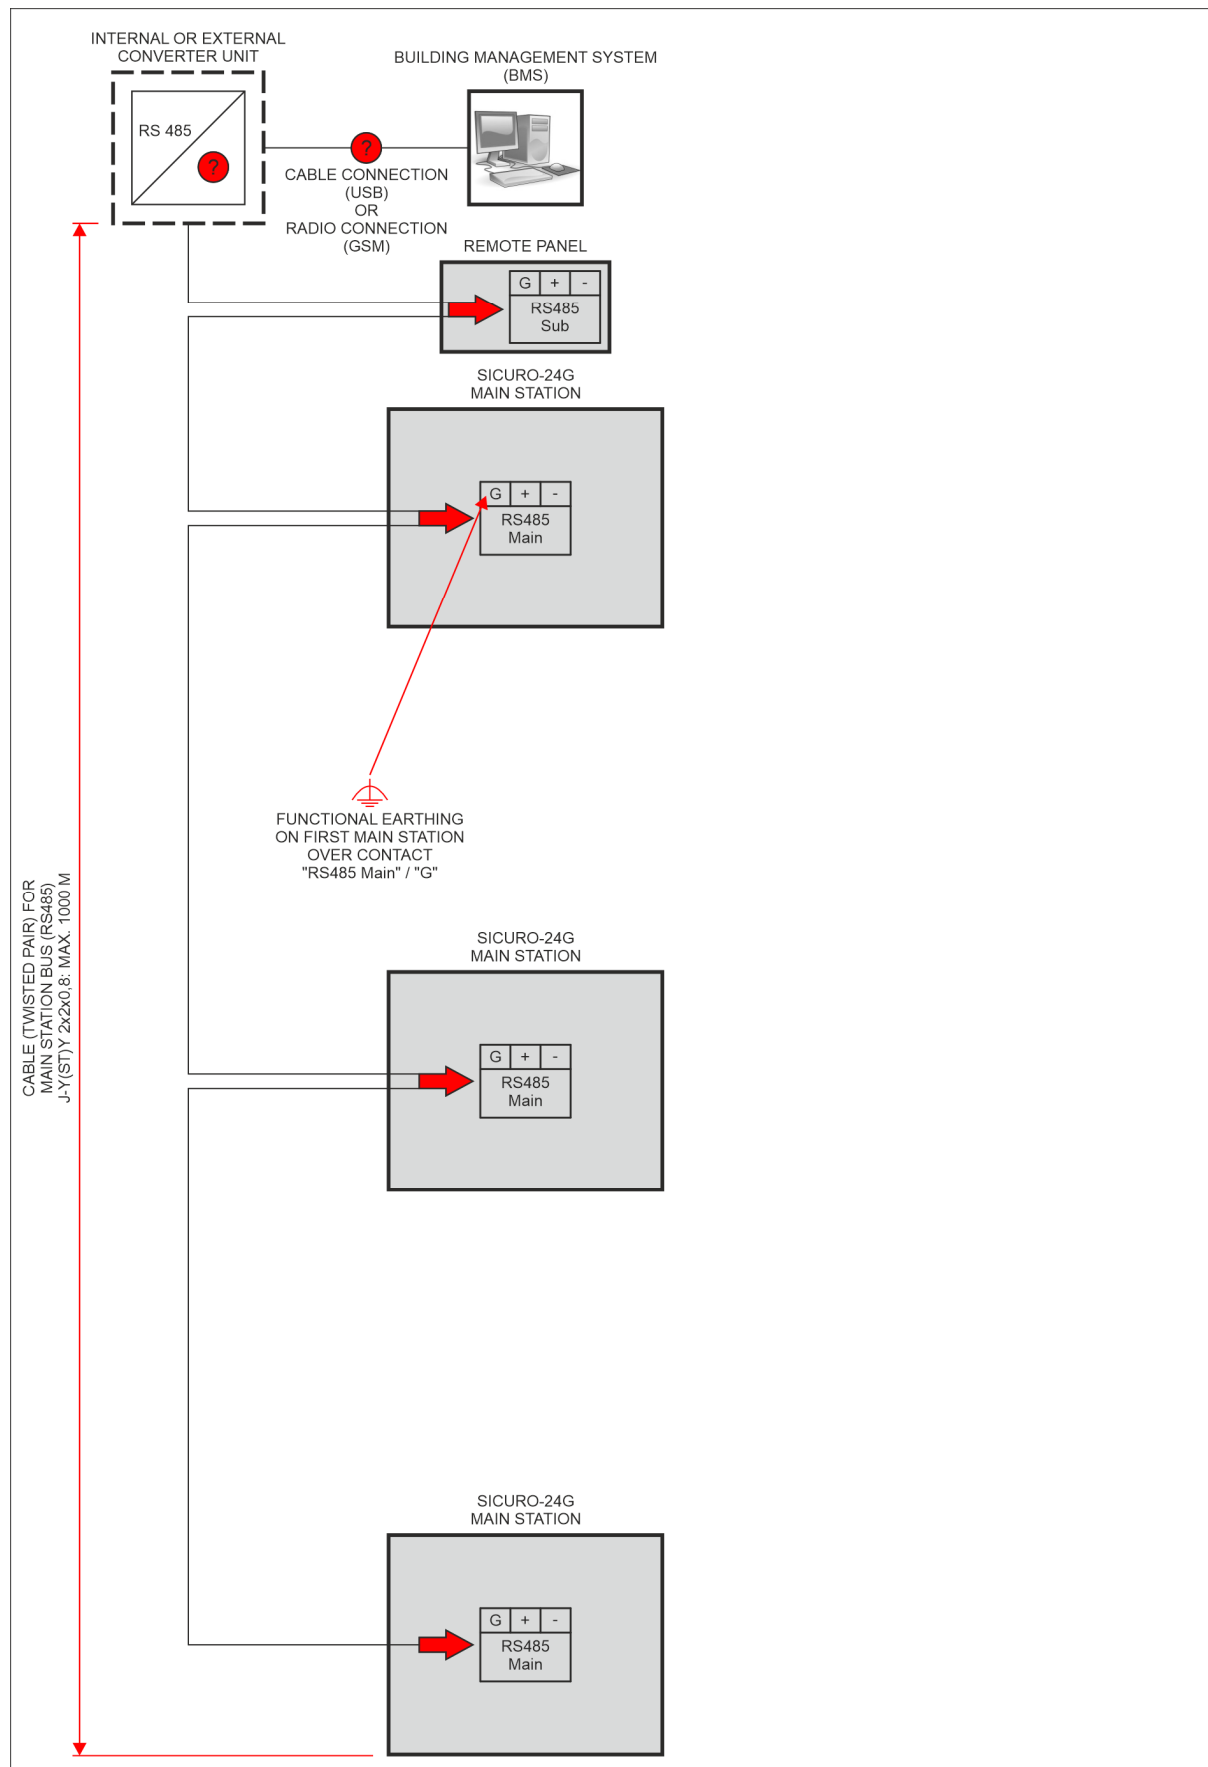 INTERNAL OR EXTERNAL
CONVERTER UNIT
RS 485
?
BUILDING MANAGEMENT SYSTEM
(BMS)
?
CABLE CONNECTION
(USB)
OR
RADIO CONNECTION
(GSM)
REMOTE PANEL
G + -
RS485
Sub
SICURO-24G
MAIN STATION
G + -
RS485
Main
FUNCTIONAL EARTHING
ON FIRST MAIN STATION
OVER CONTACT
"RS485 Main" / "G"
CABLE (TWISTED PAIR) FOR
MAIN STATION BUS (RS485)
J-Y(ST)Y 2x2x0,8: MAX. 1000 M
SICURO-24G
MAIN STATION
G + -
RS485
Main
SICURO-24G
MAIN STATION
G + -
RS485
Main